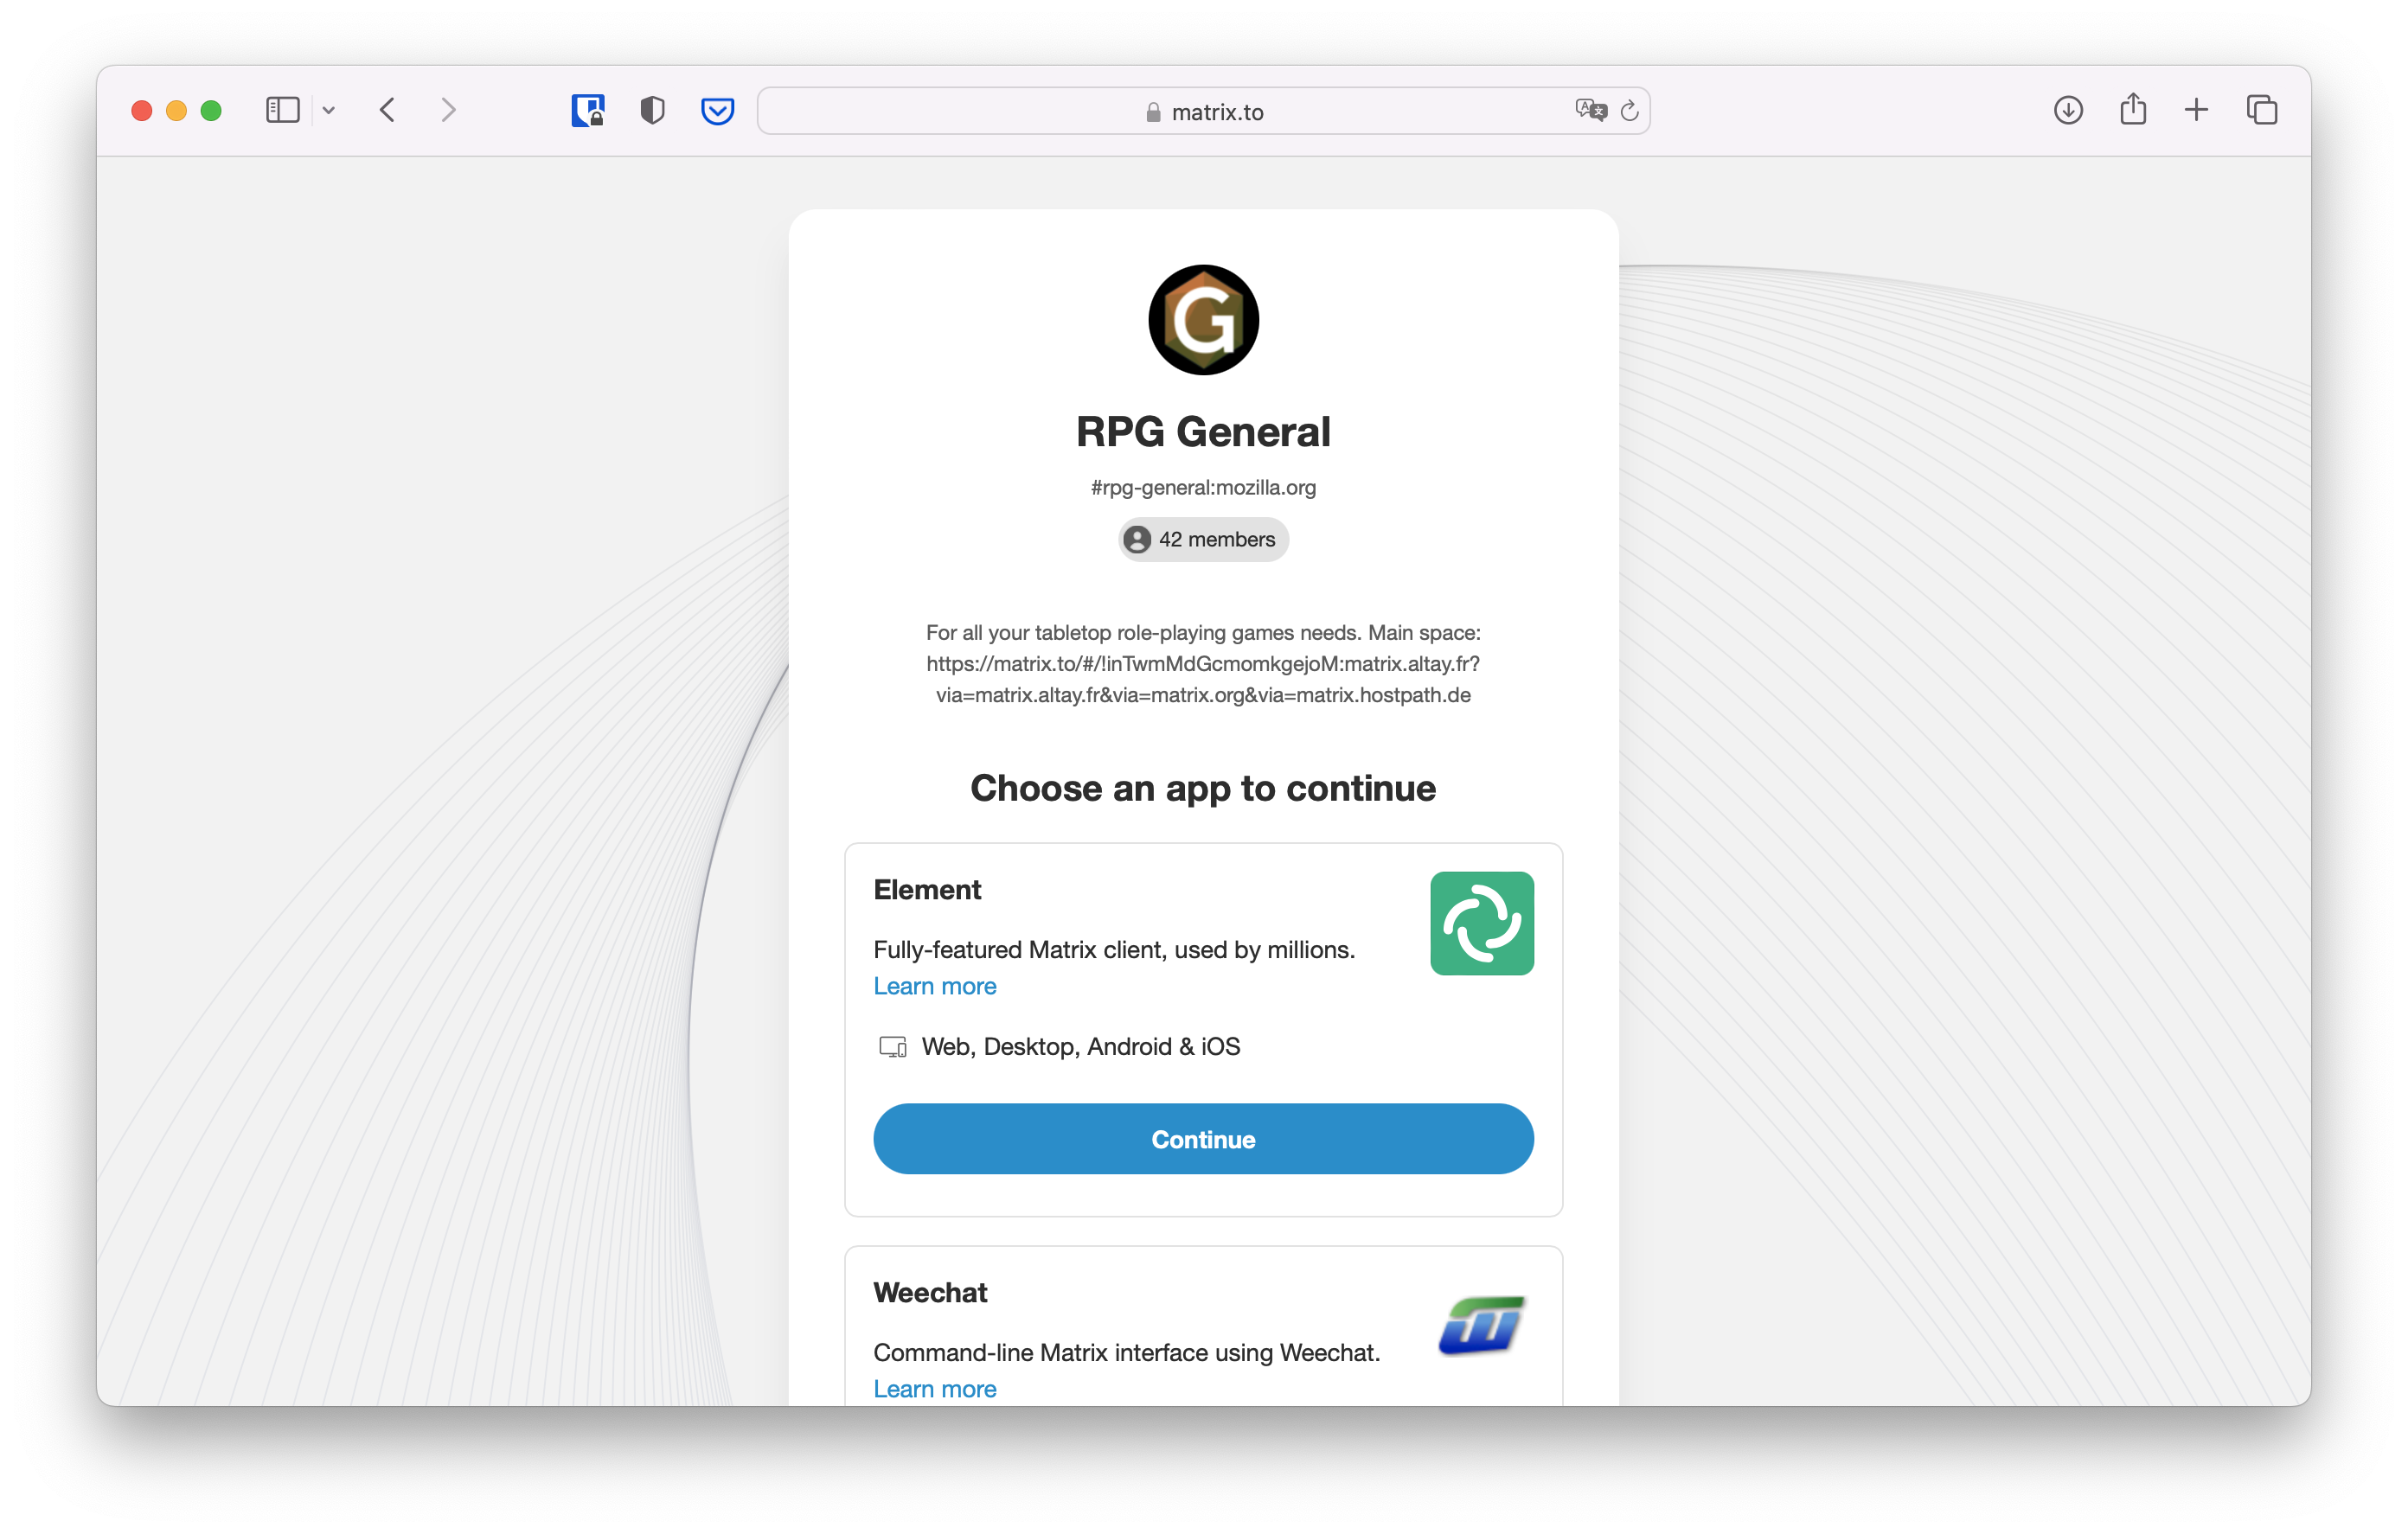 matrix.to
G
RPG General
#rpg-general:mozilla.org
42 members
For all your tabletop role-playing games needs. Main space:
https://matrix.to/#/!inTwmMdGcmomkgejoM:matrix.altay.fr?
via=matrix.altay.fr&via=matrix.org&via=matrix.hostpath.de
Choose an app to continue
Element
Fully-featured Matrix client, used by millions.
Learn more
Web, Desktop, Android & iOS
Continue
Weechat
Command-line Matrix interface using Weechat.
Learn more